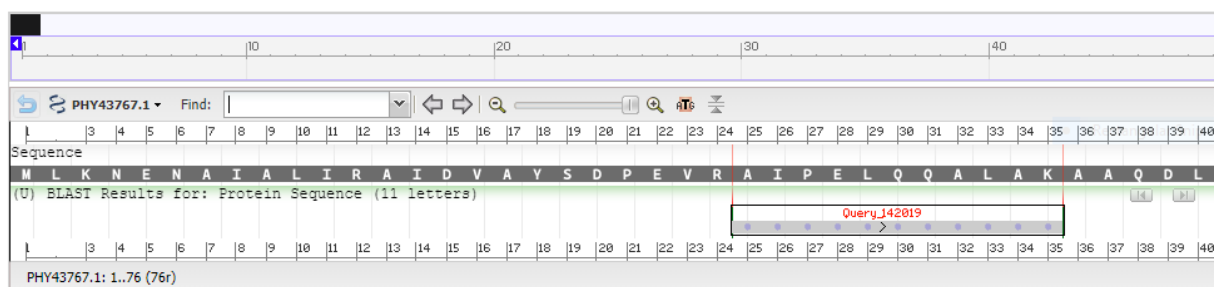 1 10 20 30 40
PHY43767.1 Find: ATG
1 3 4 5 6 7 8 9 10 11 12 13 14 15 16 17 18 19 20 21 22 23 24 25 26 27 28 29 30 31 32 33 34 35 36 37 38 39 40
Sequence
M L K N E N A I A L I R A I D V A Y S D P E V R A I P E L Q Q A L A K A A Q D L
(U) BLAST Results for: Protein Sequence (11 letters)
Query_142019
1 3 4 5 6 7 8 9 10 11 12 13 14 15 16 17 18 19 20 21 22 23 24 25 26 27 28 29 30 31 32 33 34 35 36 37 38 39 40
PHY43767.1: 1..76 (76r)